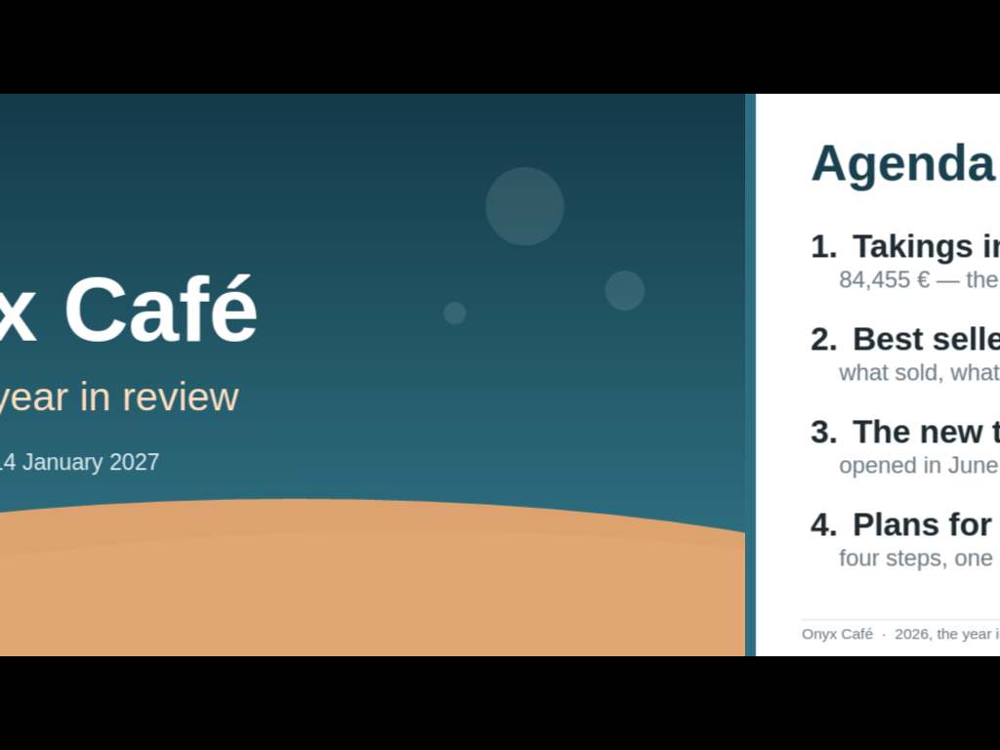 x Café
year in review
14 January 2027
Agenda
1. Takings
84,455 € — the
2. Best
what sold, what
3. The new
opened in June
4. Plans for
four steps, one
Onyx Café · 2026, the year